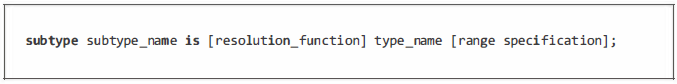 subtype subtype_name is [resolution_function] type_name [range specification];